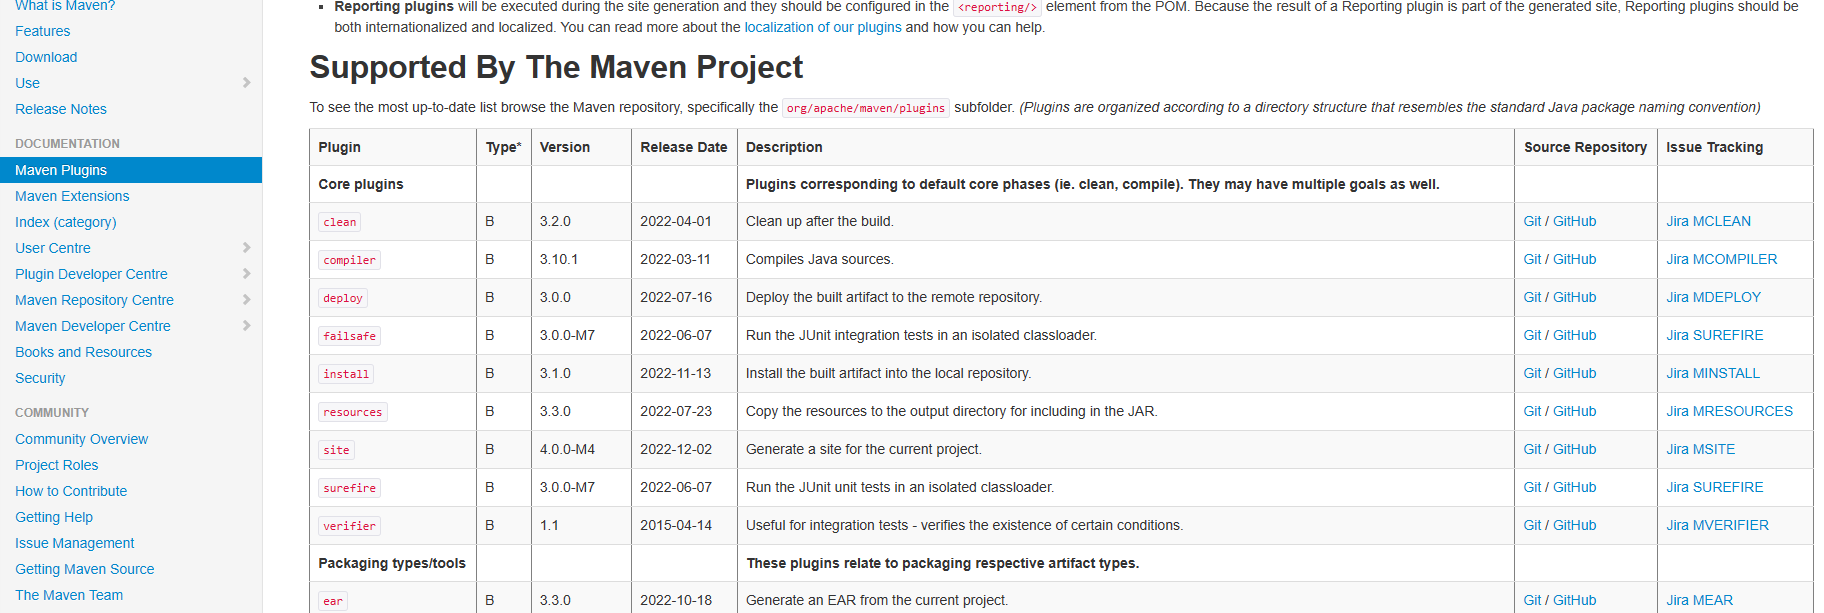 What is Maven?
Features
Download
Use
Release Notes
DOCUMENTATION
Maven Plugins
Maven Extensions
Index (category)
User Centre
Plugin Developer Centre
Maven Repository Centre
Maven Developer Centre
Books and Resources
Security
COMMUNITY
Community Overview
Project Roles
How to Contribute
Getting Help
Issue Management
Getting Maven Source
The Maven Team
▪ Reporting plugins will be executed during the site generation and they should be configured in the <reporting/> element from the POM. Because the result of a Reporting plugin is part of the generated site, Reporting plugins should be
both internationalized and localized. You can read more about the localization of our plugins and how you can help.
Supported By The Maven Project
To see the most up-to-date list browse the Maven repository, specifically the org/apache/maven/plugins subfolder. (Plugins are organized according to a directory structure that resembles the standard Java package naming convention)
Plugin Type* Version Release Date Description Source Repository Issue Tracking
Core plugins Plugins corresponding to default core phases (ie. clean, compile). They may have multiple goals as well.
clean B 3.2.0 2022-04-01 Clean up after the build. Git / GitHub Jira MCLEAN
compiler B 3.10.1 2022-03-11 Compiles Java sources. Git / GitHub Jira MCOMPILER
deploy B 3.0.0 2022-07-16 Deploy the built artifact to the remote repository. Git / GitHub Jira MDEPLOY
failsafe B 3.0.0-M7 2022-06-07 Run the JUnit integration tests in an isolated classloader. Git / GitHub Jira SUREFIRE
install B 3.1.0 2022-11-13 Install the built artifact into the local repository. Git / GitHub Jira MINSTALL
resources B 3.3.0 2022-07-23 Copy the resources to the output directory for including in the JAR. Git / GitHub Jira MRESOURCES
site B 4.0.0-M4 2022-12-02 Generate a site for the current project. Git / GitHub Jira MSITE
surefire B 3.0.0-M7 2022-06-07 Run the JUnit unit tests in an isolated classloader. Git / GitHub Jira SUREFIRE
verifier B 1.1 2015-04-14 Useful for integration tests - verifies the existence of certain conditions. Git / GitHub Jira MVERIFIER
Packaging types/tools These plugins relate to packaging respective artifact types.
ear B 3.3.0 2022-10-18 Generate an EAR from the current project. Git / GitHub Jira MEAR